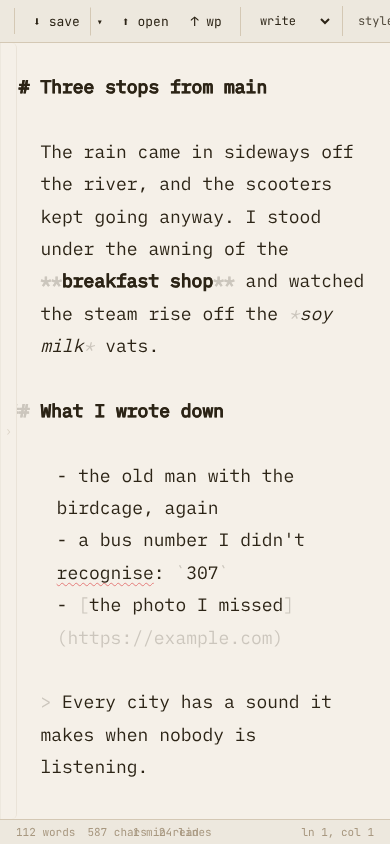 ⬇ save ▾ ⬆ open ↑ wp write style
# Three stops from main
The rain came in sideways off
the river, and the scooters
kept going anyway. I stood
under the awning of the
**breakfast shop** and watched
the steam rise off the *soy
milk* vats.
# What I wrote down
- the old man with the
birdcage, again
- a bus number I didn't
recognise: `307`
- [the photo I missed]
(https://example.com)
> Every city has a sound it
makes when nobody is
listening.
112 words 587 chars ln 1, col 1